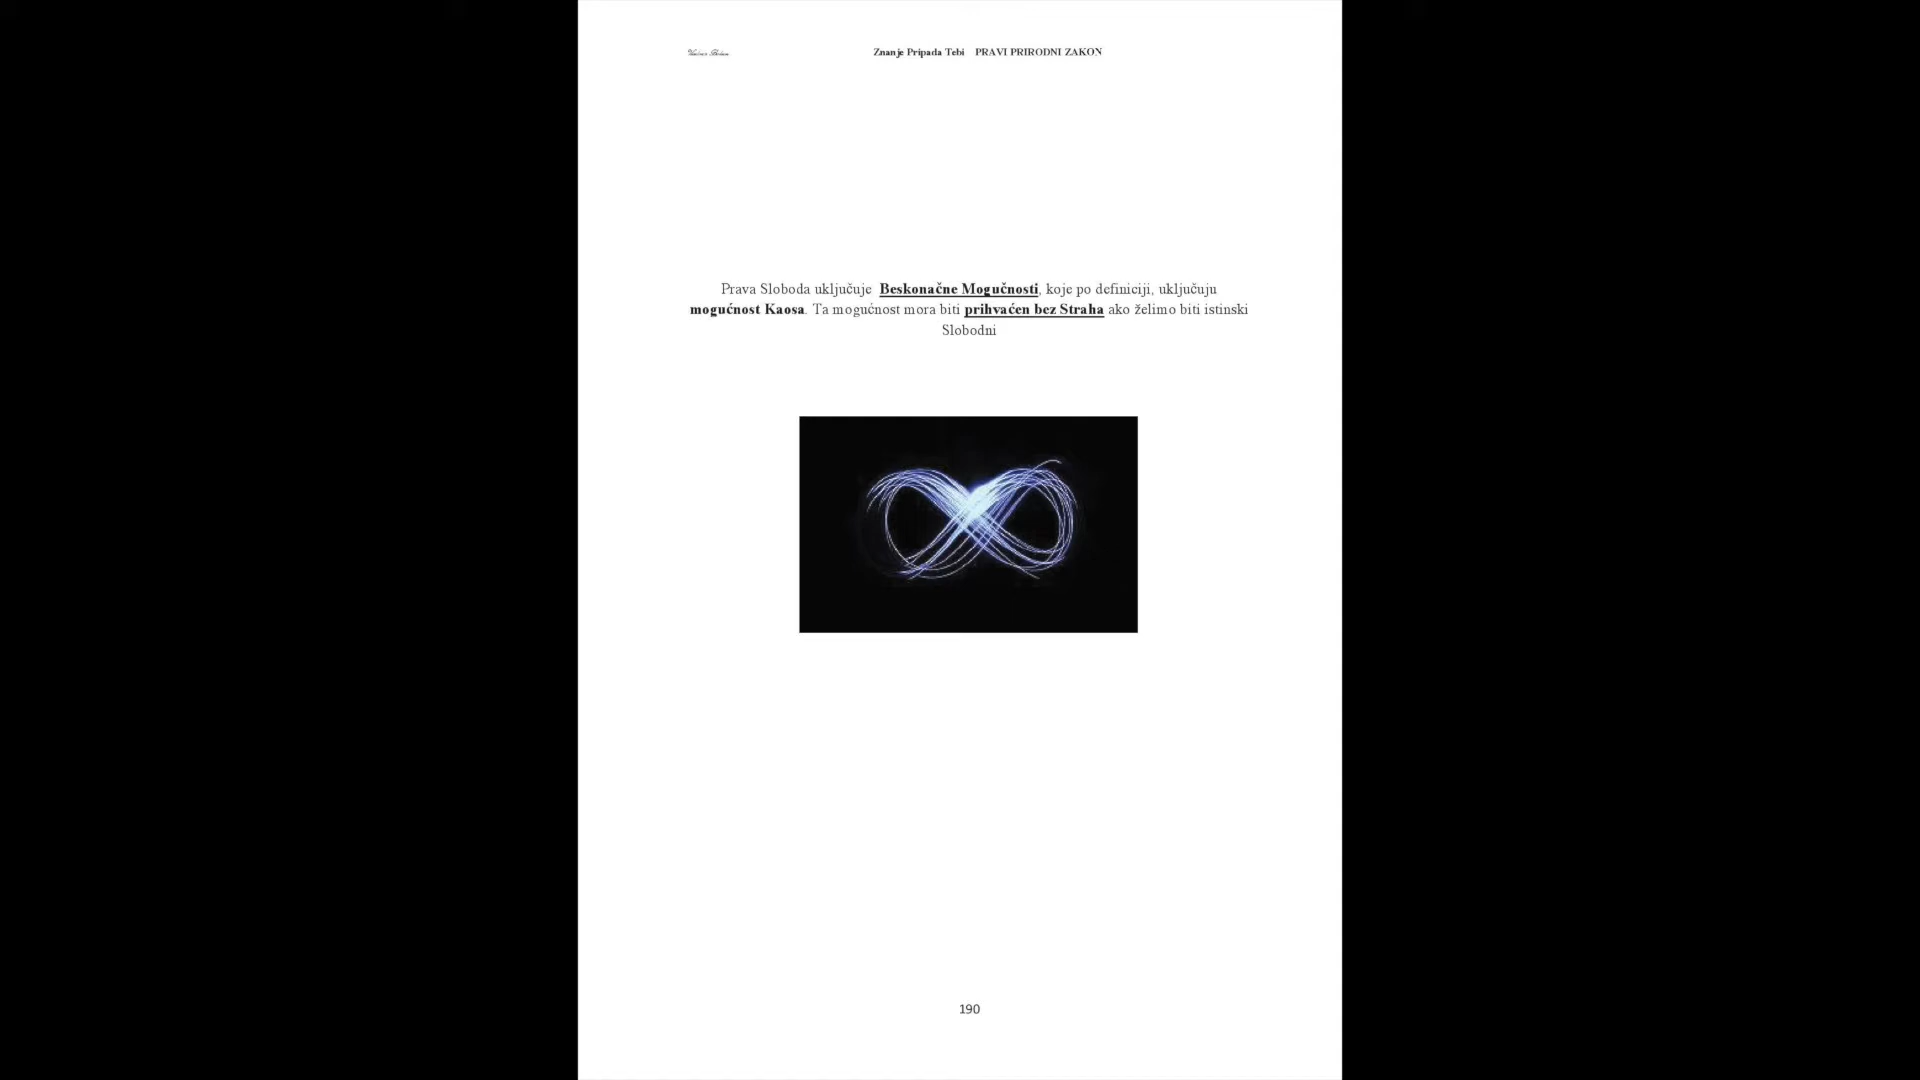 Znanje Pripada Tebi PRAVI PRIRODNI ZAKON
Prava Sloboda uključuje Beskonačne Mogučnosti, koje po definiciji, uključuju
mogućnost Kaosa. Ta mogućnost mora biti prihvaćen bez Straha ako želimo biti istinski
Slobodni
190